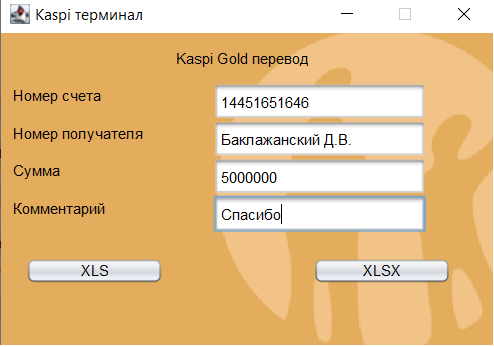 Kaspi терминал
Kaspi Gold перевод
Номер счета 14451651646
Номер получателя Баклажанский Д.В.
Сумма 5000000
Комментарий Спасибо
XLS XLSX